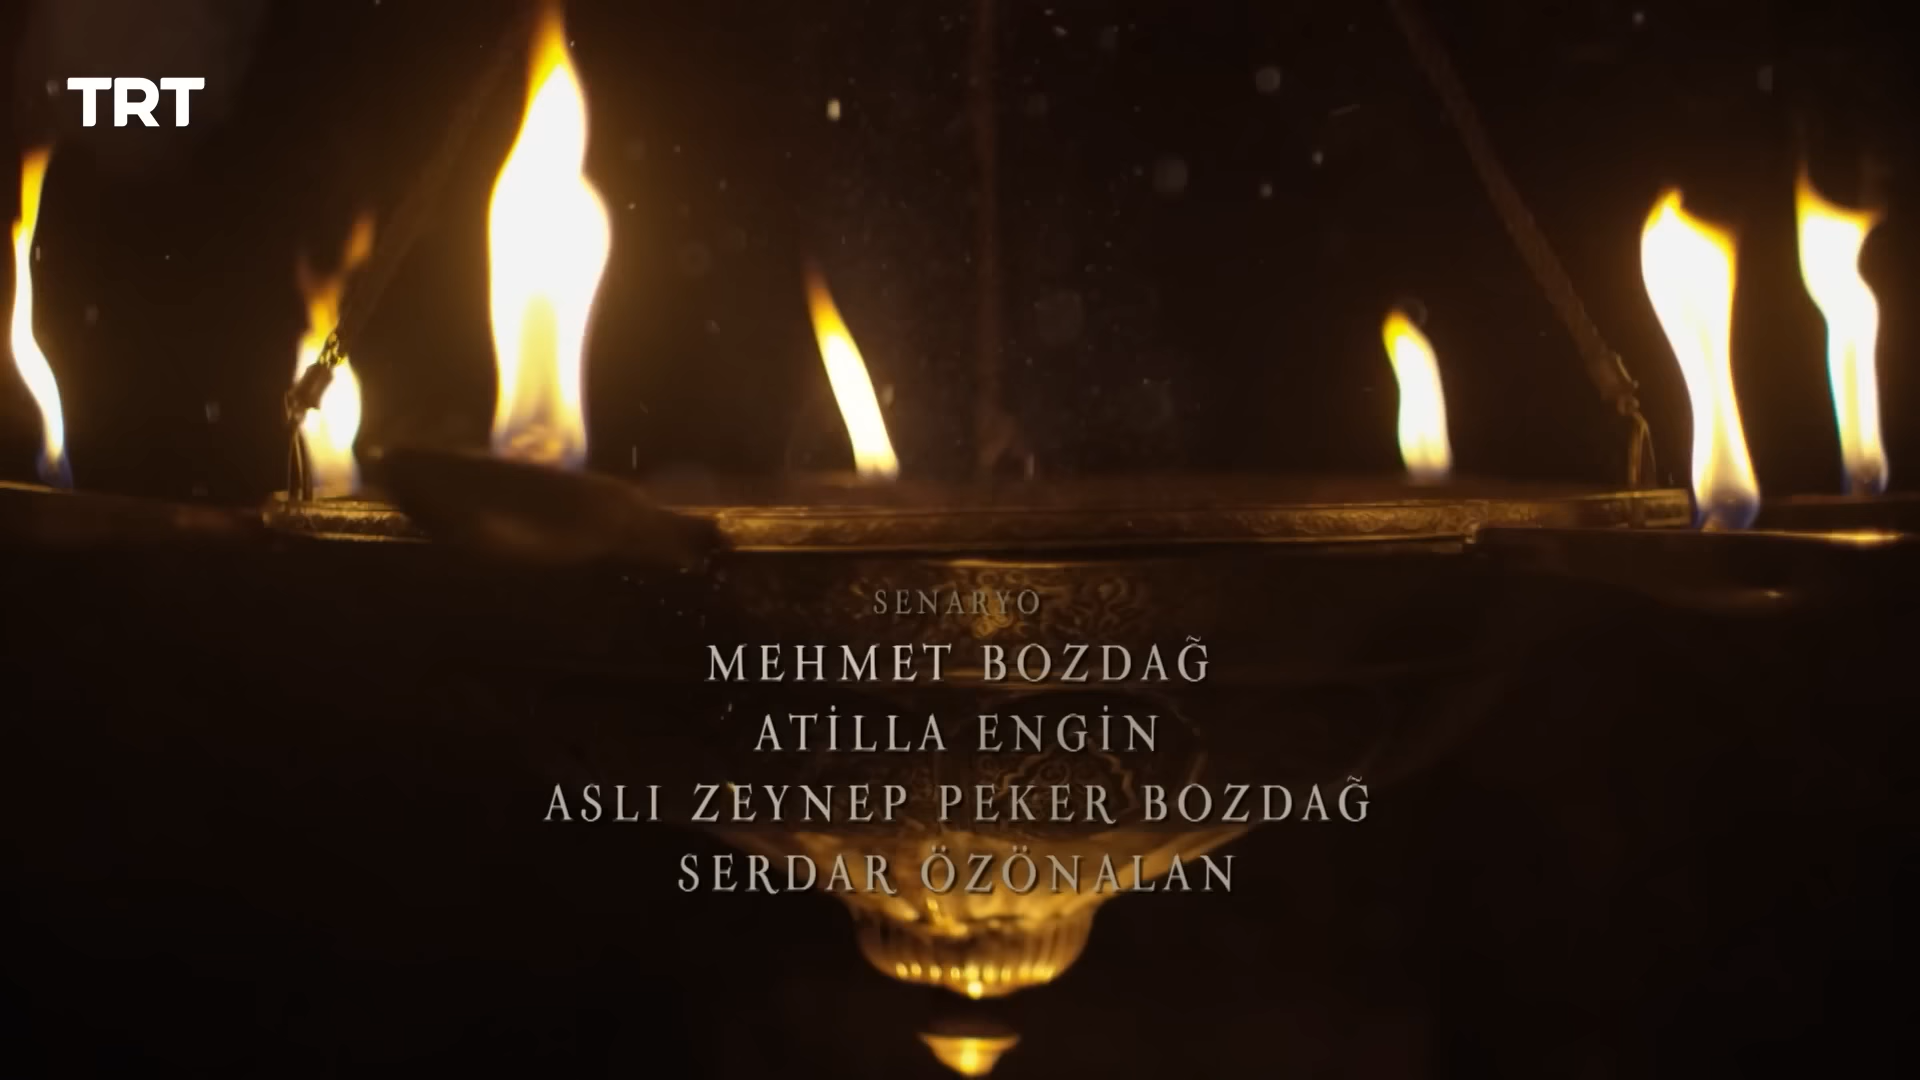 TRT
SENARYO
MEHMET BOZDAĞ
ATİLLA ENGİN
ASLI ZEYNEP PEKER BOZDAĞ
SERDAR ÖZÖNALAN